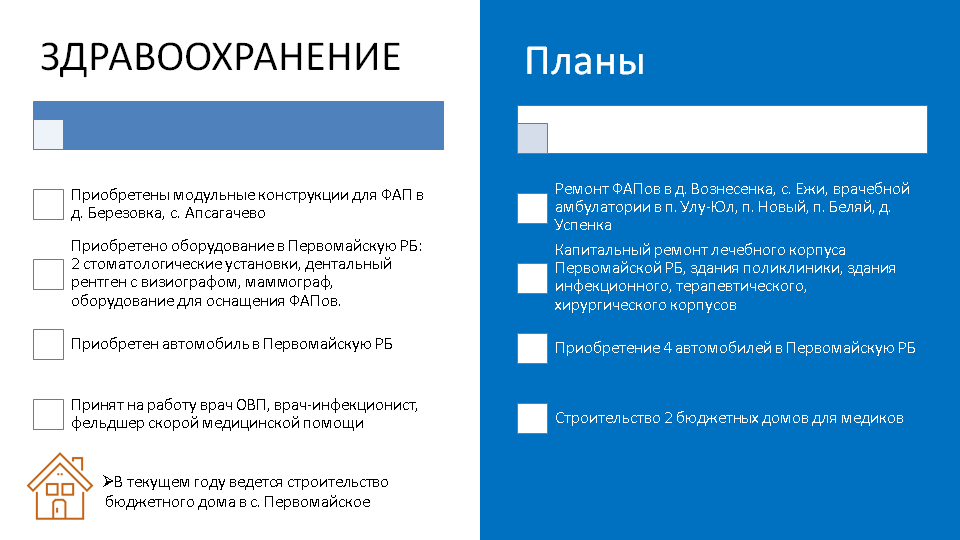 ЗДРАВООХРАНЕНИЕ
Приобретены модульные конструкции для ФАП в
д. Березовка, с. Апсагачево
Приобретено оборудование в Первомайскую РБ:
2 стоматологические установки, дентальный
рентген с визиографом, маммограф,
оборудование для оснащения ФАПов.
Приобретен автомобиль в Первомайскую РБ
Принят на работу врач ОВП, врач-инфекционист,
фельдшер скорой медицинской помощи
➢В текущем году ведется строительство
бюджетного дома в с. Первомайское
Планы
Ремонт ФАПов в д. Вознесенка, с. Ежи, врачебной
амбулатории в п. Улу-Юл, п. Новый, п. Беляй, д.
Успенка
Капитальный ремонт лечебного корпуса
Первомайской РБ, здания поликлиники, здания
инфекционного, терапевтического,
хирургического корпусов
Приобретение 4 автомобилей в Первомайскую РБ
Строительство 2 бюджетных домов для медиков